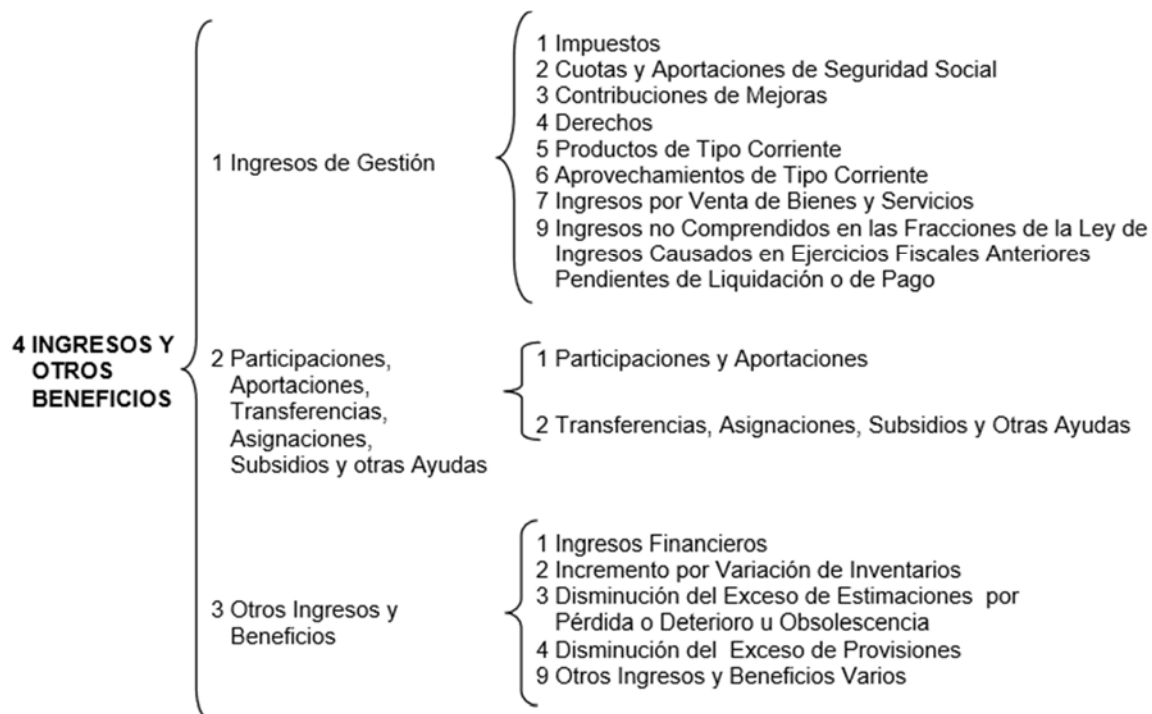 4 INGRESOS Y
OTROS
BENEFICIOS
1 Ingresos de Gestión
1 Impuestos
2 Cuotas y Aportaciones de Seguridad Social
3 Contribuciones de Mejoras
4 Derechos
5 Productos de Tipo Corriente
6 Aprovechamientos de Tipo Corriente
7 Ingresos por Venta de Bienes y Servicios
9 Ingresos no Comprendidos en las Fracciones de la Ley de
Ingresos Causados en Ejercicios Fiscales Anteriores
Pendientes de Liquidación o de Pago
2 Participaciones,
Aportaciones,
Transferencias,
Asignaciones,
Subsidios y otras Ayudas
1 Participaciones y Aportaciones
2 Transferencias, Asignaciones, Subsidios y Otras Ayudas
3 Otros Ingresos y
Beneficios
1 Ingresos Financieros
2 Incremento por Variación de Inventarios
3 Disminución del Exceso de Estimaciones por
Pérdida o Deterioro u Obsolescencia
4 Disminución del Exceso de Provisiones
9 Otros Ingresos y Beneficios Varios